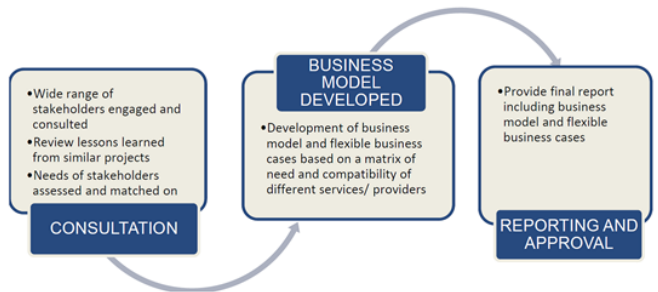 •Wide range of
stakeholders engaged and
consulted
•Review lessons learned
from similar projects
•Needs of stakeholders
assessed and matched on
CONSULTATION
BUSINESS
MODEL
DEVELOPED
•Development of business
model and flexible business
cases based on a matrix of
need and compatibility of
different services/ providers
•Provide final report
including business
model and flexible
business cases
REPORTING AND
APPROVAL